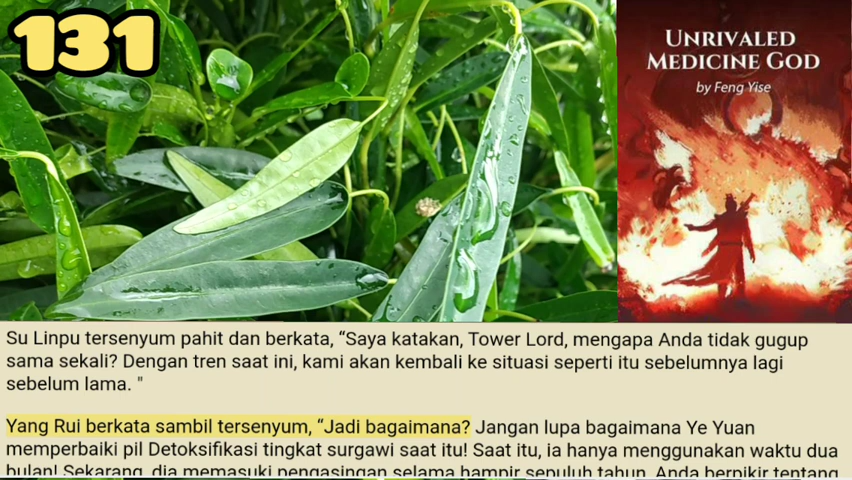 131
UNRIVALED
MEDICINE GOD
by Feng Yise
Su Linpu tersenyum pahit dan berkata, “Saya katakan, Tower Lord, mengapa Anda tidak gugup
sama sekali? Dengan tren saat ini, kami akan kembali ke situasi seperti itu sebelumnya lagi
sebelum lama. "
Yang Rui berkata sambil tersenyum, “Jadi bagaimana? Jangan lupa bagaimana Ye Yuan
memperbaiki pil Detoksifikasi tingkat surgawi saat itu! Saat itu, ia hanya menggunakan waktu dua
bulan! Sekarang, dia memasuki pengasingan selama hampir sepuluh tahun. Anda berpikir tentang